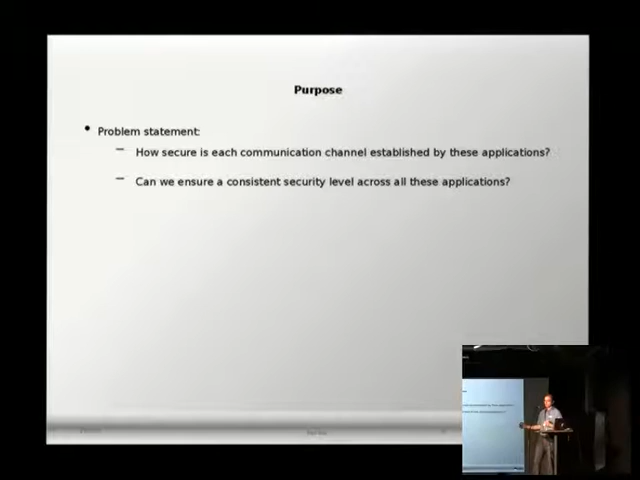 Purpose
Problem statement:
How secure is each communication channel established by these applications?
Can we ensure a consistent security level across all these applications?